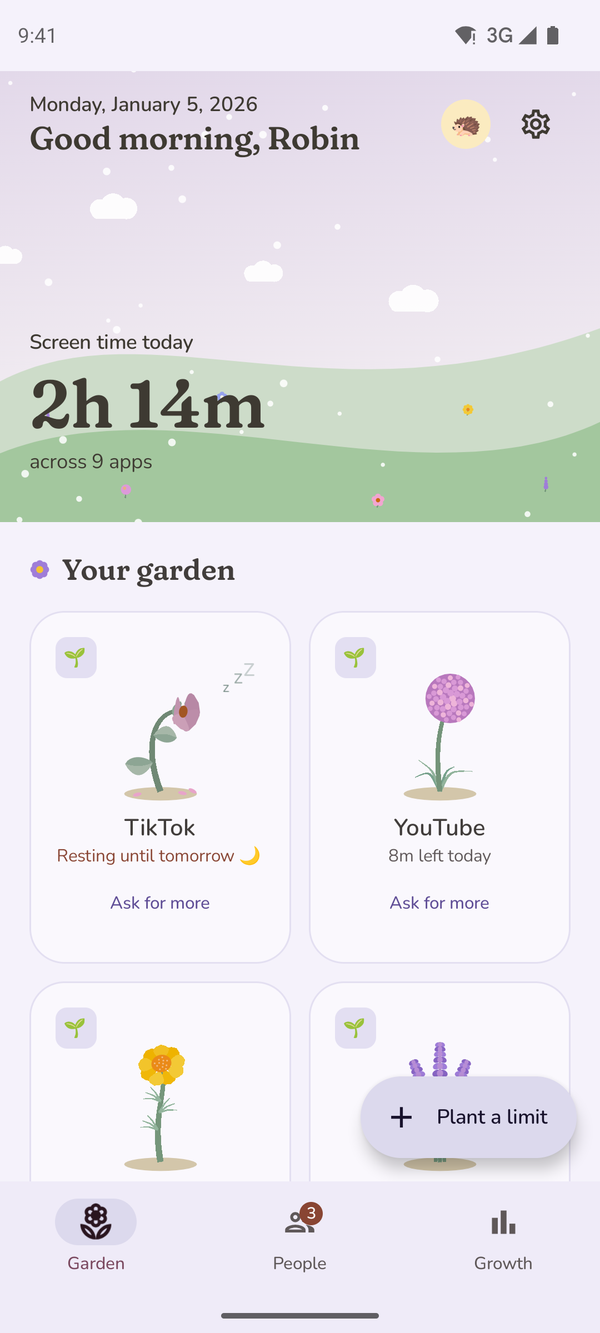 9:41
3G
Monday, January 5, 2026
Good morning, Robin
Screen time today
2h 14m
across 9 apps
Your garden
z z Z
TikTok
Resting until tomorrow 🌙
Ask for more
YouTube
8m left today
Ask for more
Plant a limit
3
Garden
People
Growth